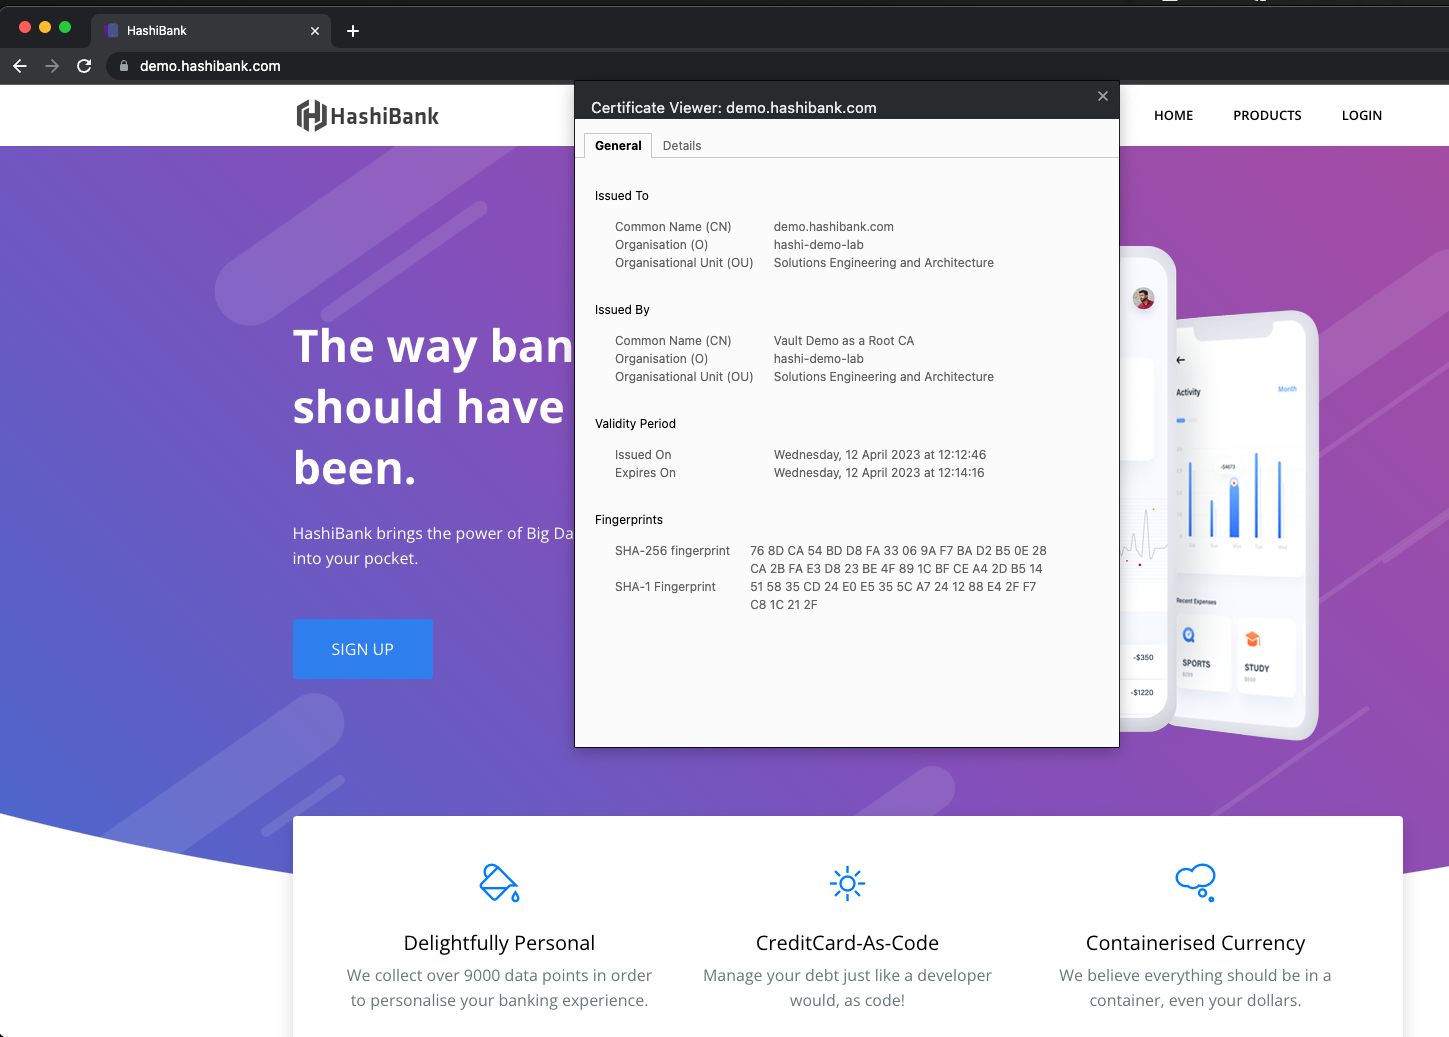 HashiBank
demo.hashibank.com
HashiBank
HOME PRODUCTS LOGIN
Certificate Viewer: demo.hashibank.com
General Details
Issued To
Common Name (CN) demo.hashibank.com
Organisation (O) hashi-demo-lab
Organisational Unit (OU) Solutions Engineering and Architecture
Issued By
Common Name (CN) Vault Demo as a Root CA
Organisation (O) hashi-demo-lab
Organisational Unit (OU) Solutions Engineering and Architecture
Validity Period
Issued On Wednesday, 12 April 2023 at 12:12:46
Expires On Wednesday, 12 April 2023 at 12:14:16
Fingerprints
SHA-256 fingerprint 76 8D CA 54 BD D8 FA 33 06 9A F7 BA D2 B5 0E 28
CA 2B FA E3 D8 23 BE 4F 89 1C BF CE A4 2D B5 14
SHA-1 Fingerprint 51 58 35 CD 24 E0 E5 35 5C A7 24 12 88 E4 2F F7
C8 1C 21 2F
The way ban
should have
been.
HashiBank brings the power of Big Da
into your pocket.
SIGN UP
Activity Month
-$4673
Recent Expenses
SPORTS
STUDY
-$350
-$1220
Delightfully Personal
We collect over 9000 data points in order
to personalise your banking experience.
CreditCard-As-Code
Manage your debt just like a developer
would, as code!
Containerised Currency
We believe everything should be in a
container, even your dollars.